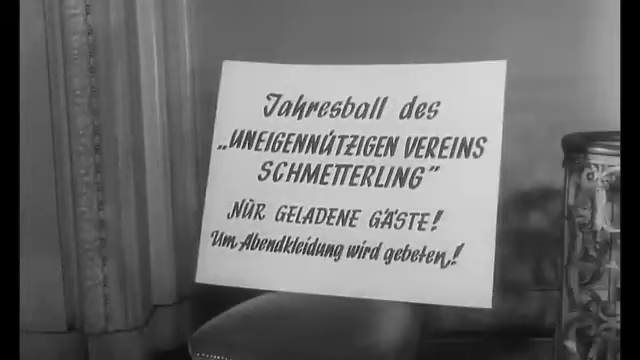 Jahresball des
„UNEIGENNÜTZIGEN VEREINS
SCHMETTERLING”
NUR GELADENE GÄSTE!
Um Abendkleidung wird gebeten!